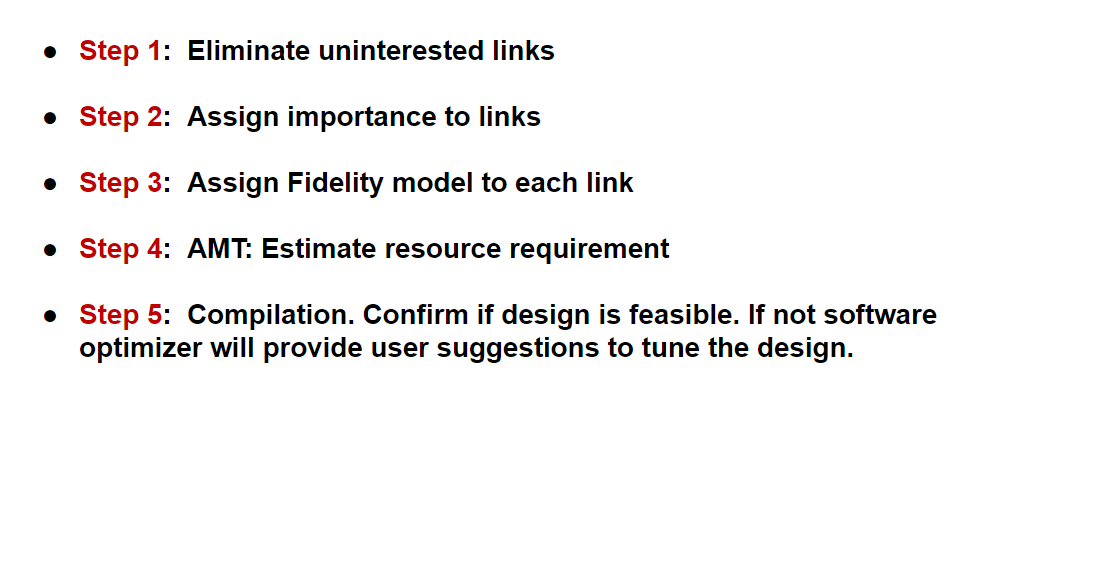 ● Step 1: Eliminate uninterested links
● Step 2: Assign importance to links
● Step 3: Assign Fidelity model to each link
● Step 4: AMT: Estimate resource requirement
● Step 5: Compilation. Confirm if design is feasible. If not software
optimizer will provide user suggestions to tune the design.